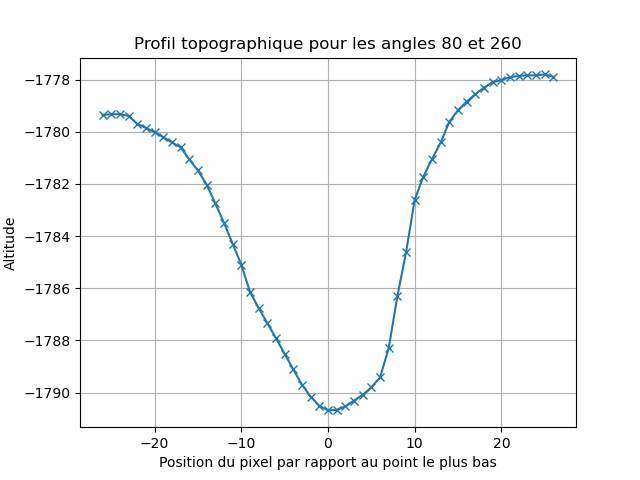 Profil topographique pour les angles 80 et 260
−1778
−1780
−1782
−1784
−1786
−1788
−1790
Altitude
−20 −10 0 10 20
Position du pixel par rapport au point le plus bas